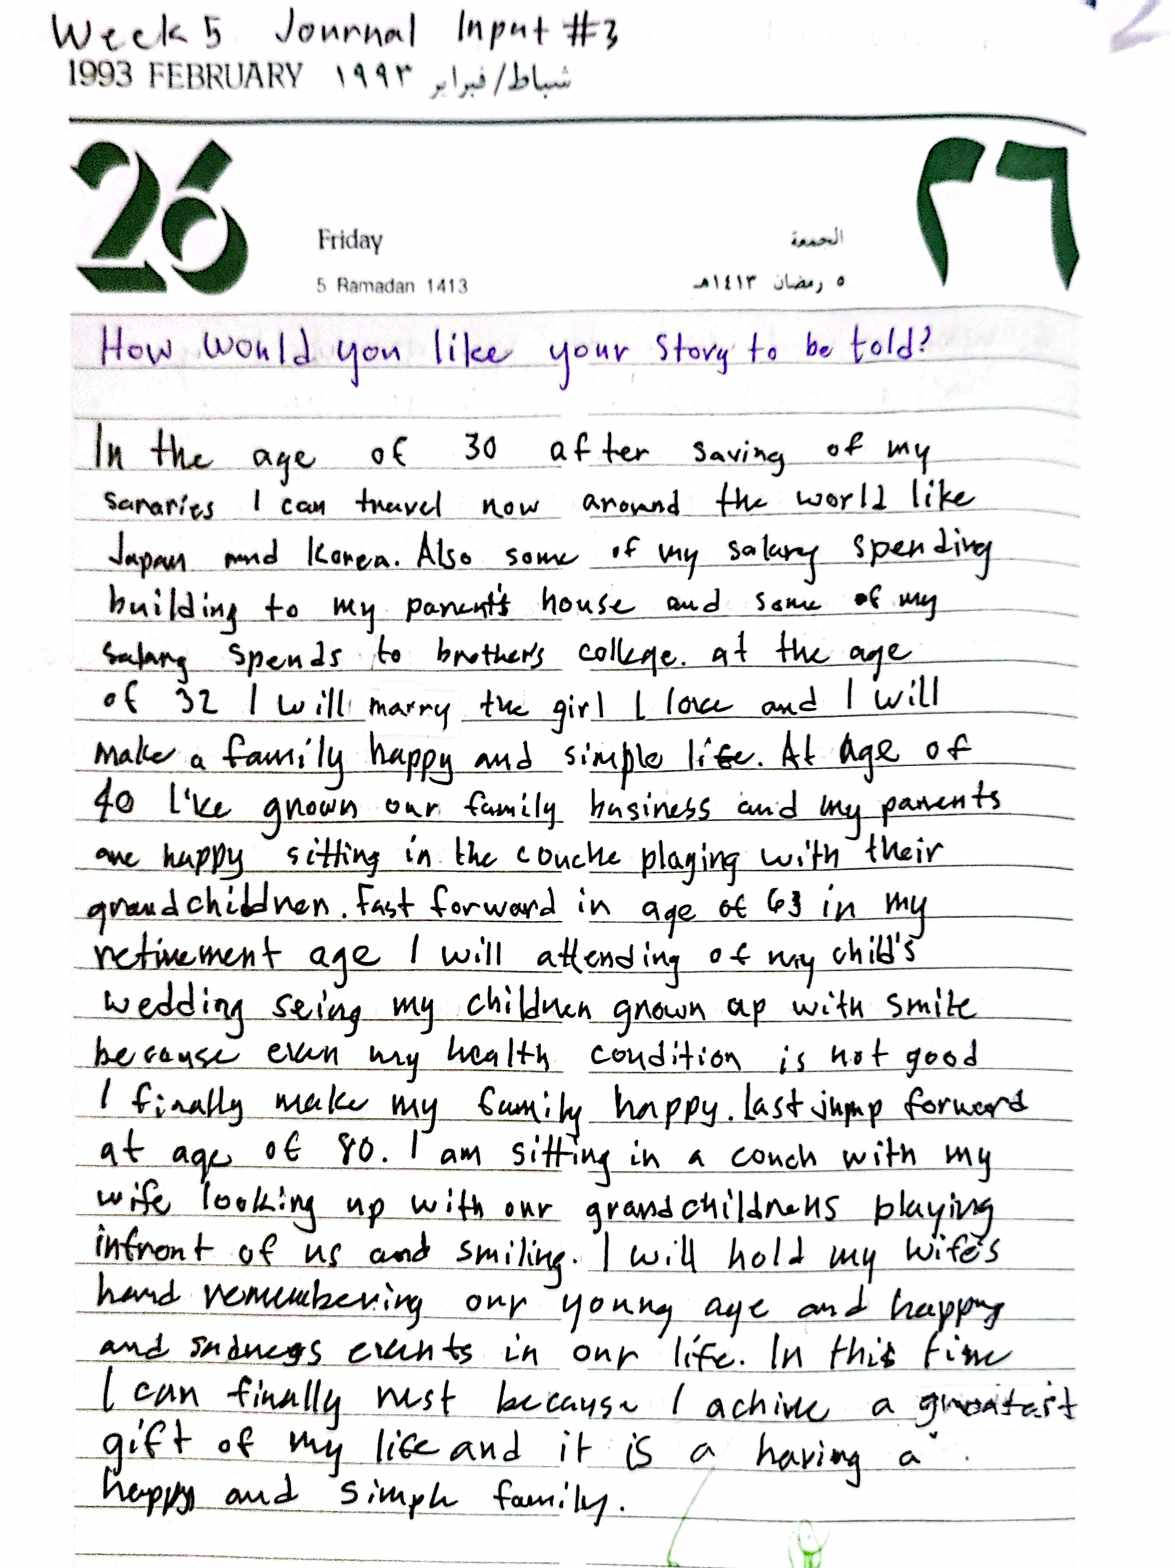 Week 5 Journal Input #3
1993 FEBRUARY ١٩٩٣ شباط/فبراير
26 ٢٦
Friday الجمعة
5 Ramadan 1413 ٥ رمضان ١٤١٣هـ
How would you like your story to be told?
In the age of 30 after saving of my
sararies I can travel now around the world like
Japan and Korea. Also some of my salary spending
building to my parent's house and some of my
salary spends to brother's college. at the age
of 32 I will marry the girl I love and I will
make a family happy and simple life. At Age of
40 I've grown our family business and my parents
are happy sitting in the couche playing with their
grandchildren. Fast forward in age of 63 in my
retirement age I will attending of my child's
wedding seing my children grown up with smile
because even my health condition is not good
I finally make my family happy. last jump forward
at age of 80. I am sitting in a couch with my
wife looking up with our grandchildrens playing
infront of us and smiling. I will hold my wife's
hand remembering our young age and happy
and sadness events in our life. In this time
I can finally rest because I achive a greatest
gift of my life and it is a having a
happy and simple family.